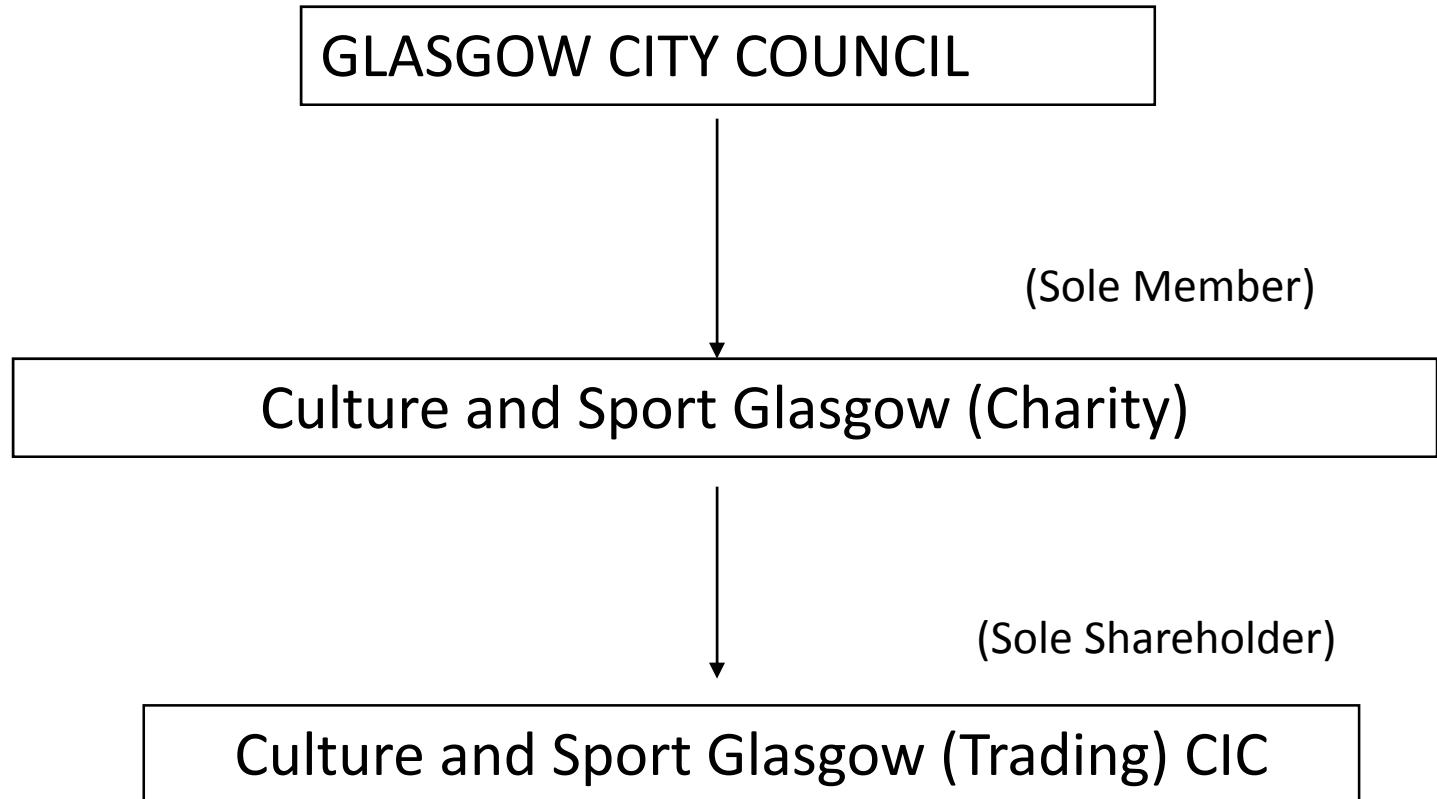 GLASGOW CITY COUNCIL
(Sole Member)
Culture and Sport Glasgow (Charity)
(Sole Shareholder)
Culture and Sport Glasgow (Trading) CIC